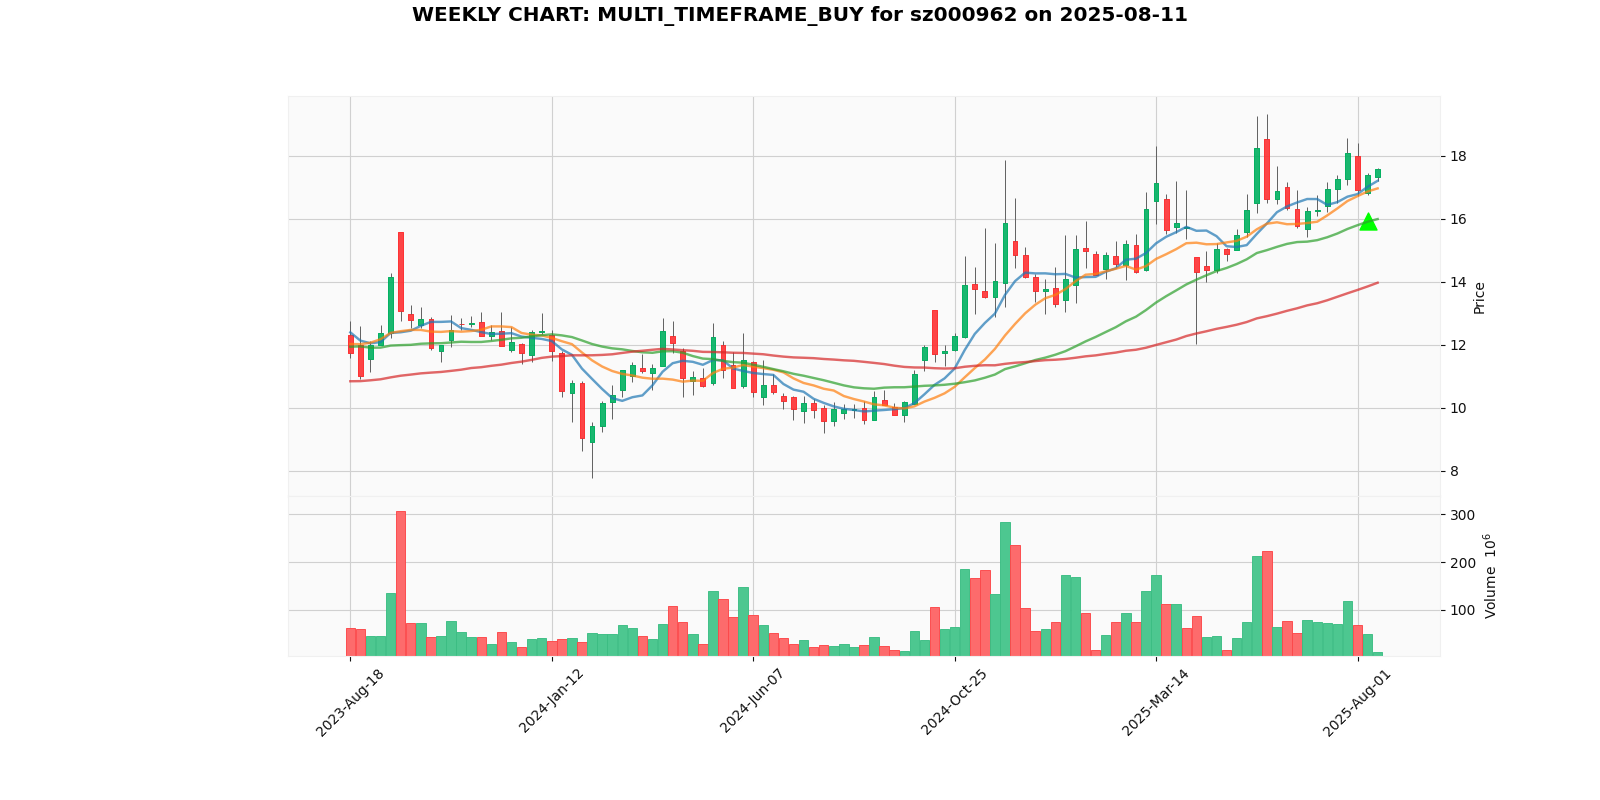 WEEKLY CHART: MULTI_TIMEFRAME_BUY for sz000962 on 2025-08-11
18
16
14
12
10
8
Price
300
200
100
Volume 10^6
2023-Aug-18
2024-Jan-12
2024-Jun-07
2024-Oct-25
2025-Mar-14
2025-Aug-01